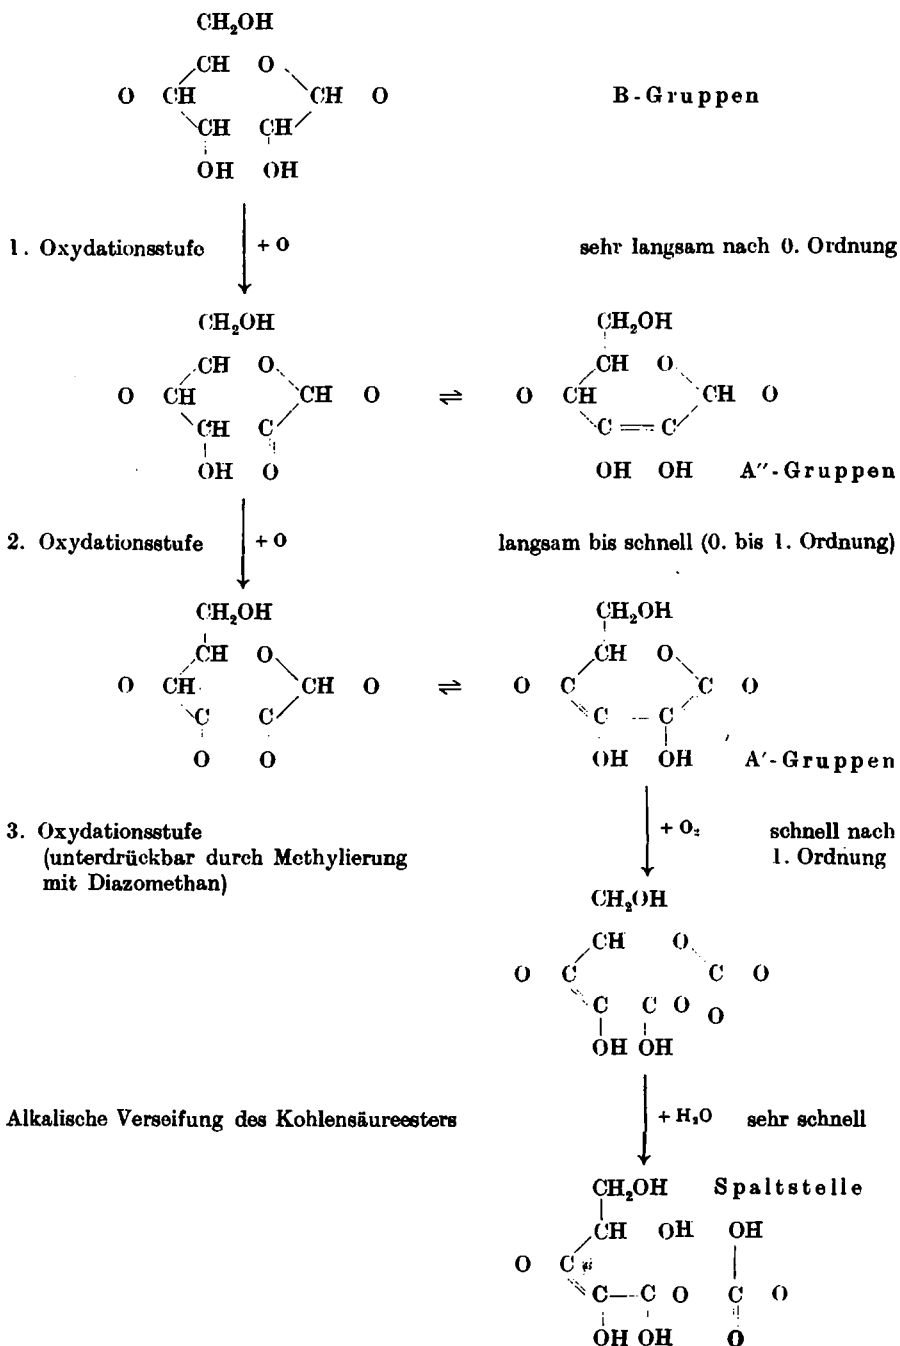 CH₂OH
CH O
O CH CH O B-Gruppen
CH CH
OH OH
1. Oxydationsstufe + O sehr langsam nach 0. Ordnung
CH₂OH CH₂OH
CH O CH O
O CH CH O ⇌ O CH CH O
CH C C C
OH O OH OH A′′-Gruppen
2. Oxydationsstufe + O langsam bis schnell (0. bis 1. Ordnung)
CH₂OH CH₂OH
CH O CH O
O CH CH O ⇌ O C C O
C C C C
O O OH OH A′-Gruppen
3. Oxydationsstufe + O₂ schnell nach
(unterdrückbar durch Methylierung 1. Ordnung
mit Diazomethan)
CH₂OH
CH O
O C C O
C C O O
OH OH
Alkalische Verseifung des Kohlensäureesters + H₂O sehr schnell
CH₂OH Spaltstelle
CH OH OH
O C
C C O C O
OH OH O